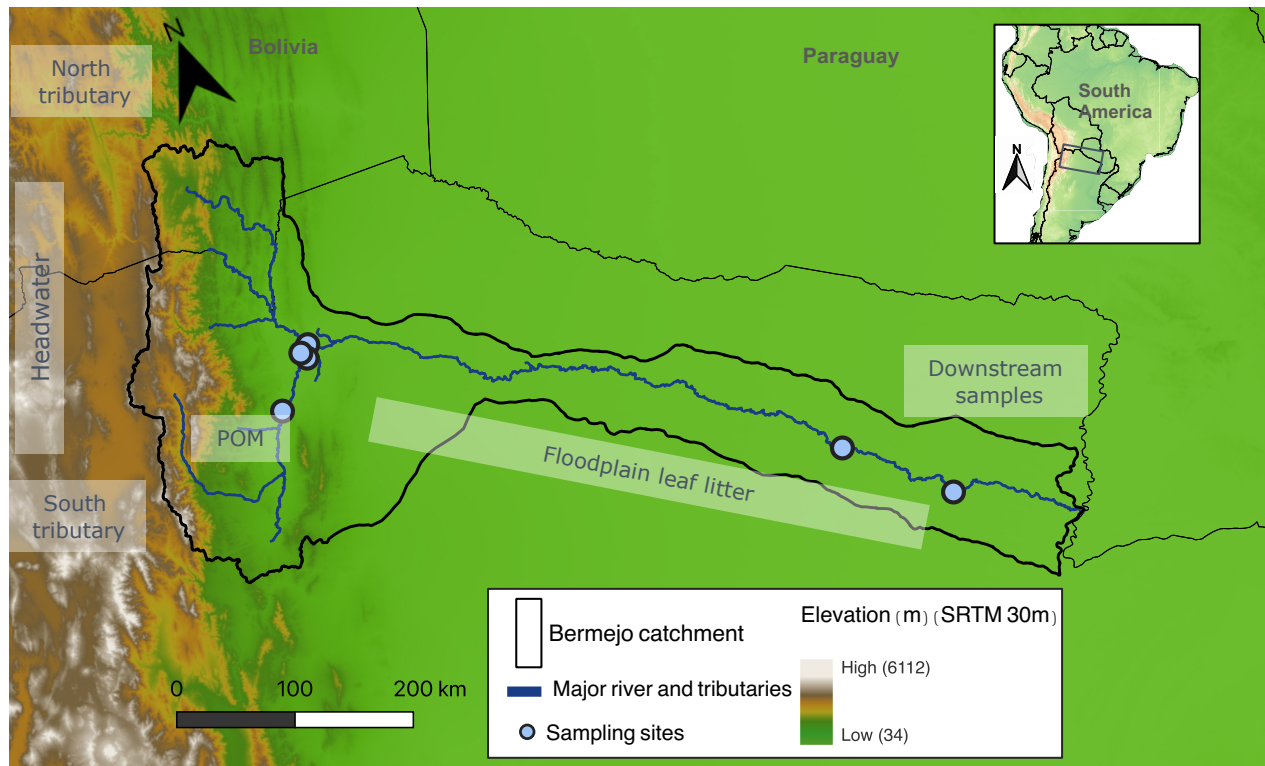 N
Bolivia
Paraguay
North
tributary
South
America
N
Headwater
Downstream
samples
POM
Floodplain leaf litter
South
tributary
Bermejo catchment
Major river and tributaries
Sampling sites
Elevation (m) (SRTM 30m)
High (6112)
Low (34)
0
100
200 km